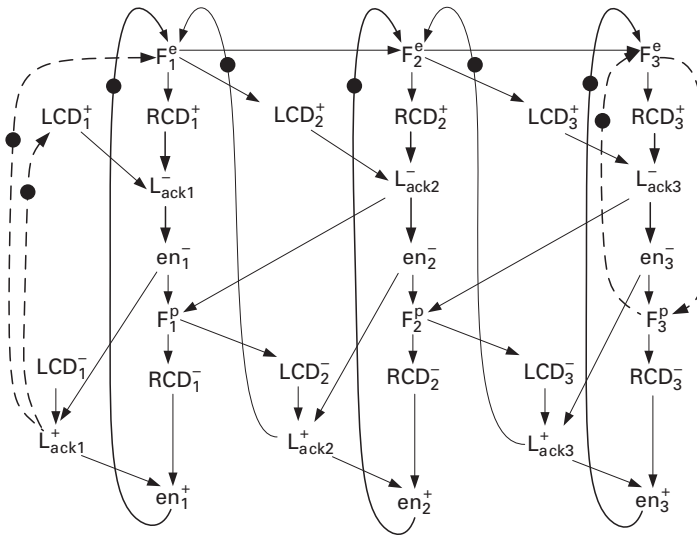 F₁ᵉ F₂ᵉ F₃ᵉ
LCD₁⁺ RCD₁⁺ LCD₂⁺ RCD₂⁺ LCD₃⁺ RCD₃⁺
L⁻ack1 L⁻ack2 L⁻ack3
en₁⁻ en₂⁻ en₃⁻
F₁ᵖ F₂ᵖ F₃ᵖ
LCD₁⁻ RCD₁⁻ LCD₂⁻ RCD₂⁻ LCD₃⁻ RCD₃⁻
L⁺ack1 L⁺ack2 L⁺ack3
en₁⁺ en₂⁺ en₃⁺